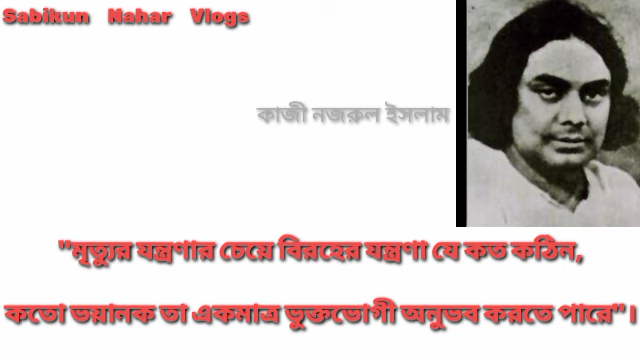 Sabikun Nahar Vlogs
কাজী নজরুল ইসলাম
"মৃত্যুর যন্ত্রণার চেয়ে বিরহের যন্ত্রণা যে কত কঠিন,
কতো ভয়ানক তা একমাত্র ভুক্তভোগী অনুভব করতে পারে"।